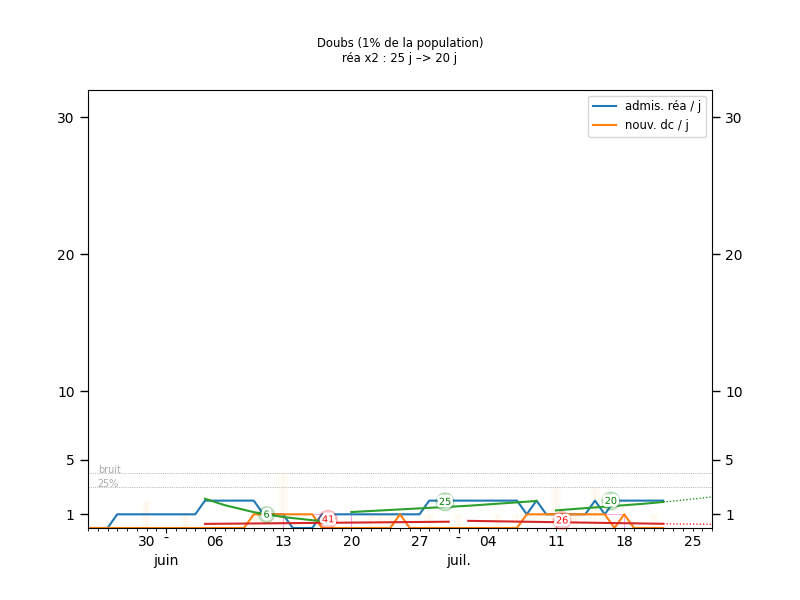 Doubs (1% de la population)
réa x2 : 25 j –> 20 j
admis. réa / j
nouv. dc / j
30 30
20 20
10 10
5 5
bruit
25%
1 1
6 41 25 26 20
30 - 06 13 20 27 - 04 11 18 25
juin juil.